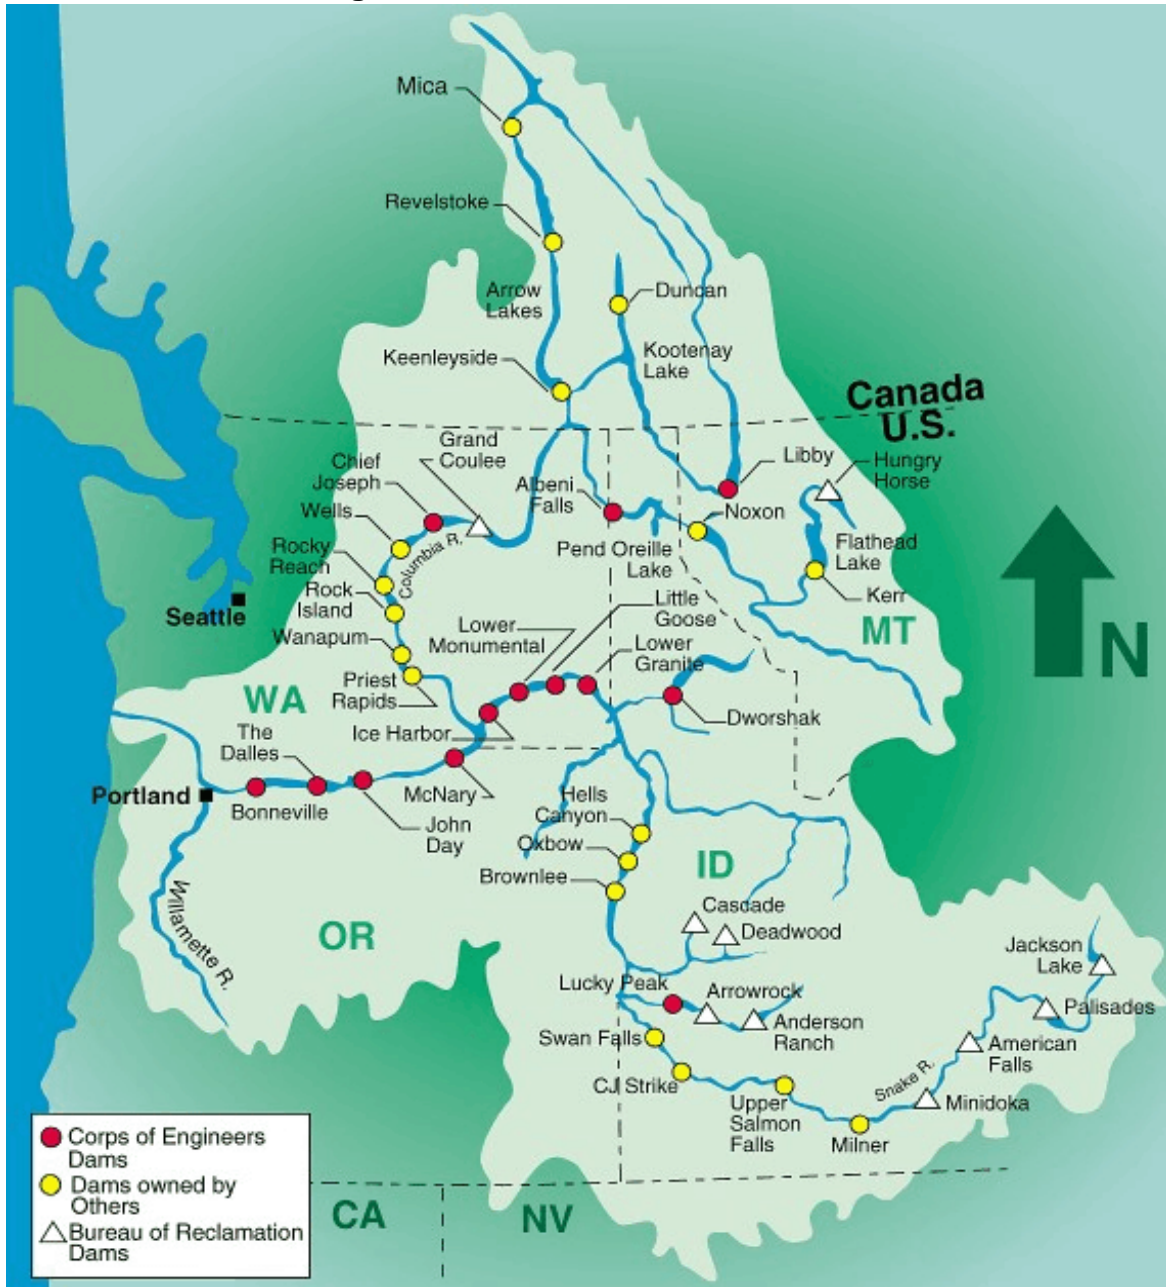 Mica
Revelstoke
Arrow
Lakes
Duncan
Keenleyside
Kootenay
Lake
Canada
U.S.
Grand
Coulee
Chief
Joseph
Albeni
Falls
Libby
Hungry
Horse
Wells
Noxon
Columbia R.
Rocky
Reach
Pend Oreille
Lake
Flathead
Lake
Rock
Island
Little
Goose
Kerr
Seattle
Lower
Monumental
Wanapum
Lower
Granite
MT
N
Priest
Rapids
WA
Ice Harbor
Dworshak
The
Dalles
Portland
Bonneville
McNary
John
Day
Hells
Canyon
Oxbow
Brownlee
ID
Willamette R.
OR
Cascade
Deadwood
Jackson
Lake
Lucky Peak
Arrowrock
Palisades
Anderson
Ranch
Swan Falls
American
Falls
CJ Strike
Snake R.
Upper
Salmon
Falls
Minidoka
Milner
Corps of Engineers
Dams
Dams owned by
Others
Bureau of Reclamation
Dams
CA
NV